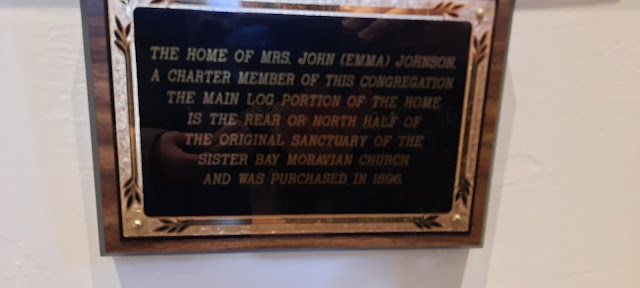 THE HOME OF MRS. JOHN (EMMA) JOHNSON,
A CHARTER MEMBER OF THIS CONGREGATION
THE MAIN LOG PORTION OF THE HOME
IS THE REAR OR NORTH HALF OF
THE ORIGINAL SANCTUARY OF THE
SISTER BAY MORAVIAN CHURCH
AND WAS PURCHASED IN 1896.